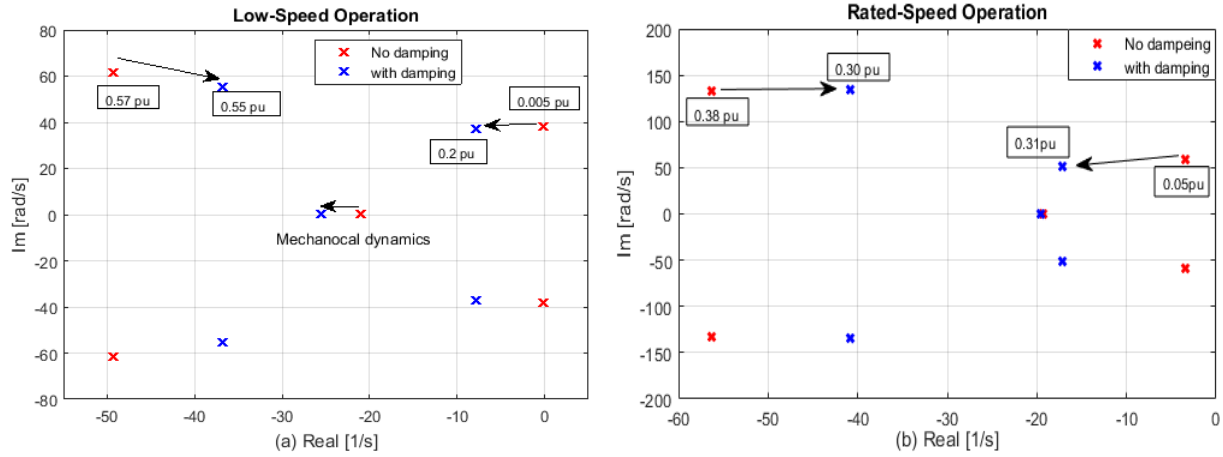 Low-Speed Operation
80
60
40
20
0
-20
-40
-60
-80
Im [rad/s]
No damping
with damping
0.57 pu
0.55 pu
0.005 pu
0.2 pu
Mechanocal dynamics
-50
-40
-30
-20
-10
0
(a) Real [1/s]
Rated-Speed Operation
200
150
100
50
0
-50
-100
-150
-200
Im [rad/s]
No dampeing
with damping
0.38 pu
0.30 pu
0.31pu
0.05pu
-60
-50
-40
-30
-20
-10
0
(b) Real [1/s]